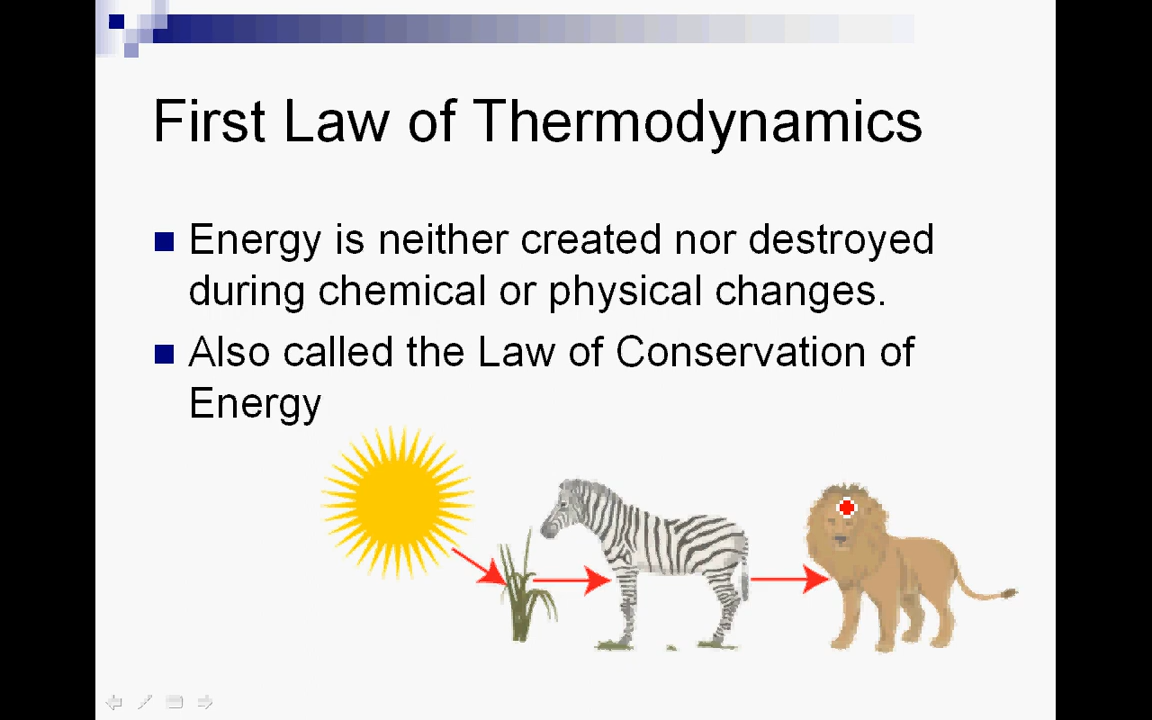 First Law of Thermodynamics
Energy is neither created nor destroyed
during chemical or physical changes.
Also called the Law of Conservation of
Energy